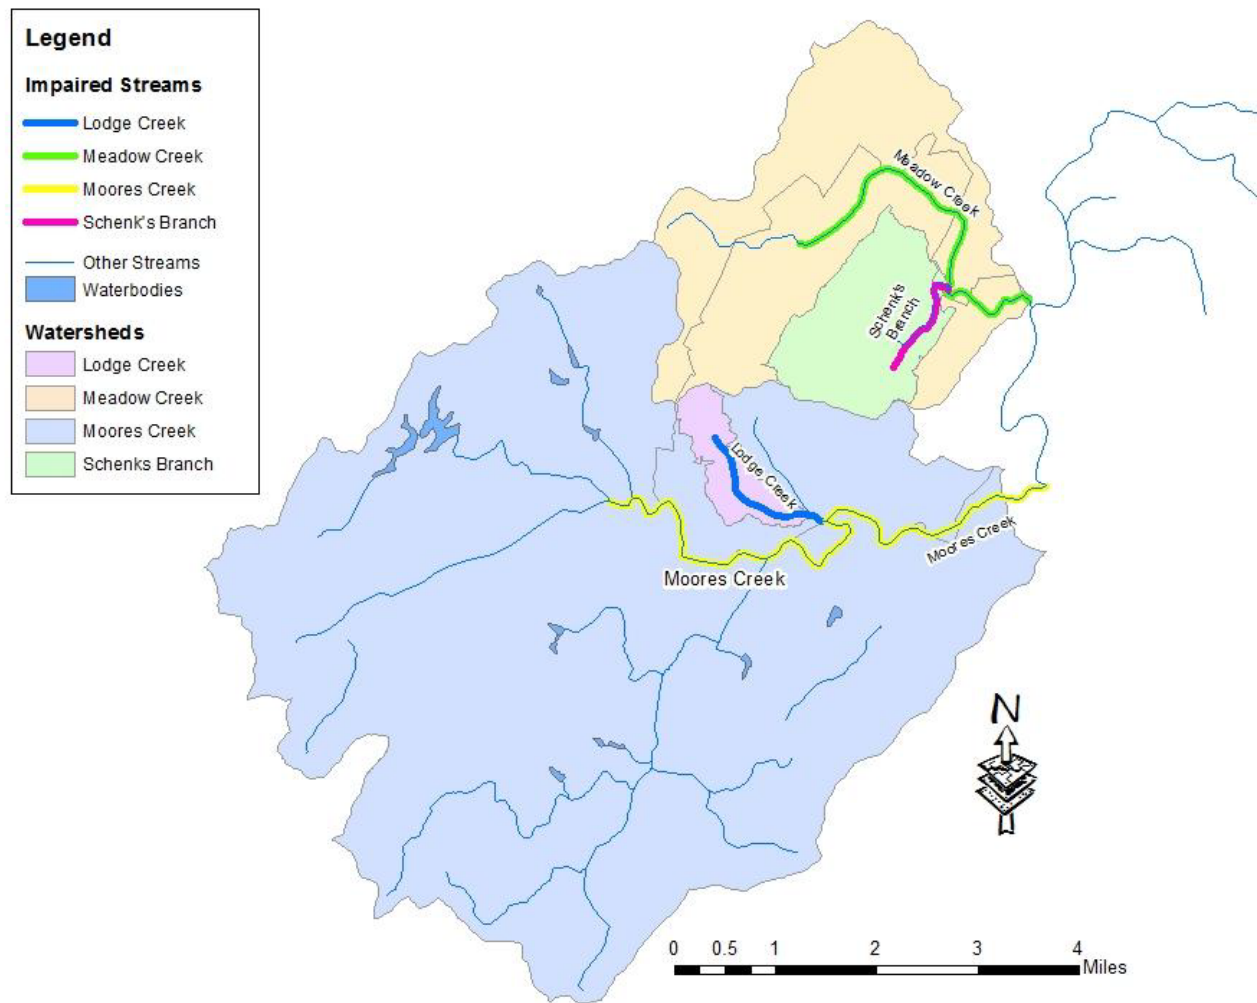 Legend
Impaired Streams
Lodge Creek
Meadow Creek
Moores Creek
Schenk's Branch
Other Streams
Waterbodies
Watersheds
Lodge Creek
Meadow Creek
Moores Creek
Schenks Branch
Meadow Creek
Schenk's
Branch
Lodge Creek
Moores Creek
Moores Creek
N
0 0.5 1 2 3 4
Miles